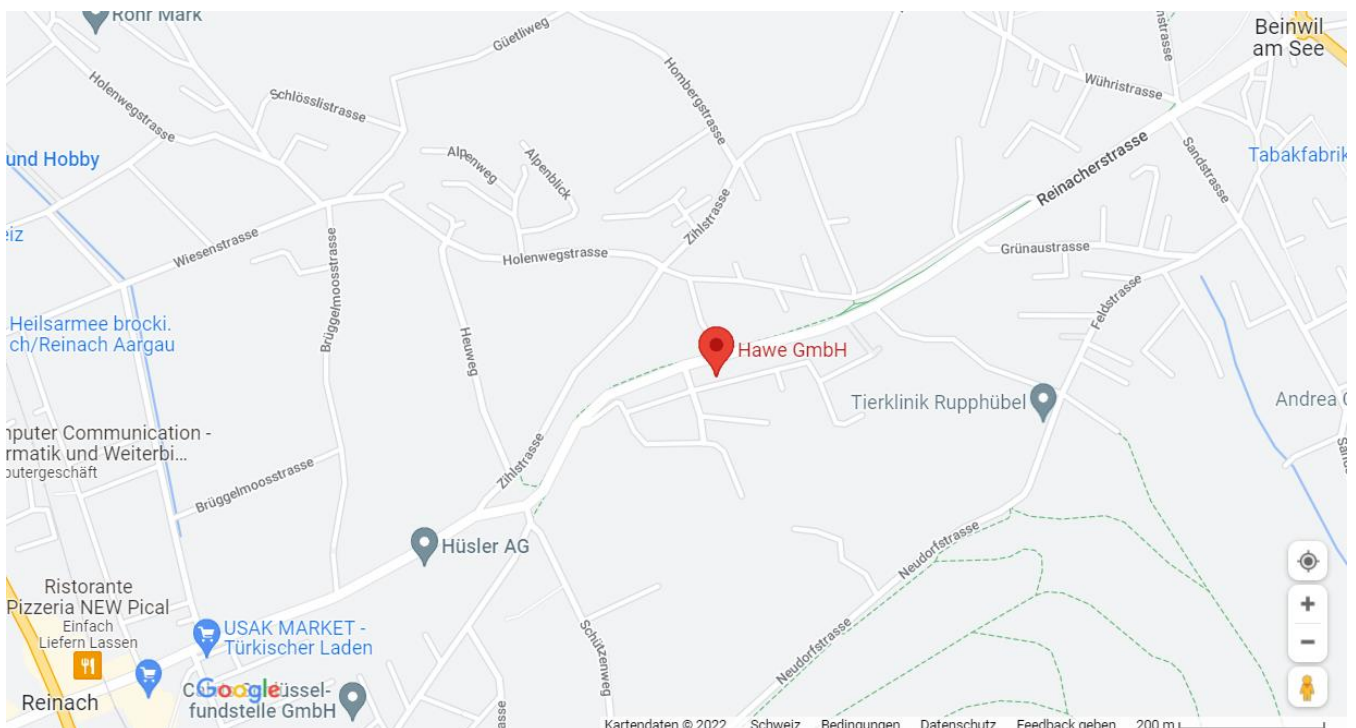 Rohr Mark
Güetliweg
Beinwil
am See
Hombergstrasse
Wühristrasse
Holenwegstrasse
Schlösslistrasse
Alpenweg
Alpenblick
Sandstrasse
und Hobby
Tabakfabrik
Reinacherstrasse
Zihlstrasse
Wiesenstrasse
Holenwegstrasse
Grünaustrasse
Brüggelmoosstrasse
Feldstrasse
Heilsarmee brocki.
ch/Reinach Aargau
Heuweg
Hawe GmbH
Tierklinik Rupphübel
Andrea
Computer Communication -
rmatik und Weiterbi...
putergeschäft
Zihlstrasse
Brüggelmoosstrasse
Hüsler AG
Neudorfstrasse
Ristorante
Pizzeria NEW Pical
Einfach
Liefern Lassen
USAK MARKET -
Türkischer Laden
Schützenweg
Neudorfstrasse
Reinach
Google
fundstelle GmbH
Kartendaten © 2022 Schweiz Bedingungen Datenschutz Feedback geben 200 m